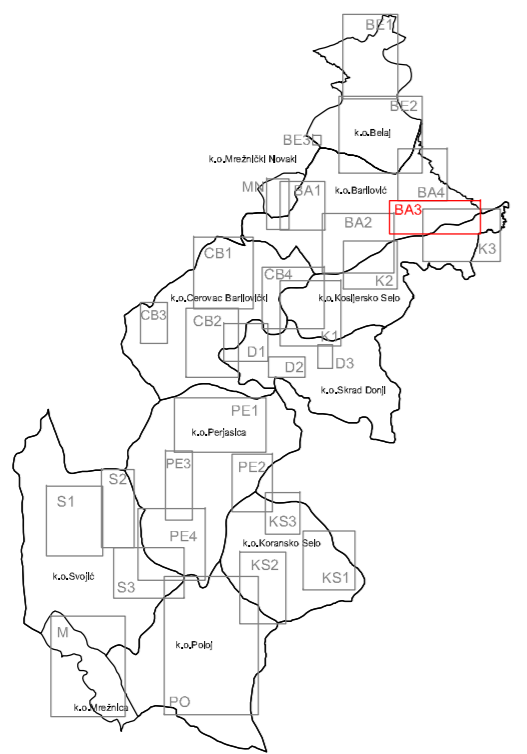 BE1
BE2
k.o.Belaj
BE3
k.o.Mrežnički Novaki
MN
BA1
k.o.Barilović
BA4
BA3
BA2
K3
CB1
CB4
K2
k.o.Cerovac Barilovički
k.o.Kosijersko Selo
CB3
CB2
K1
D1
D2
D3
k.o.Skrad Donji
PE1
k.o.Perjasica
PE3
PE2
S2
S1
KS3
PE4
k.o.Koransko Selo
KS2
KS1
k.o.Svojić
S3
M
k.o.Poloj
PO
k.o.Mrežnica